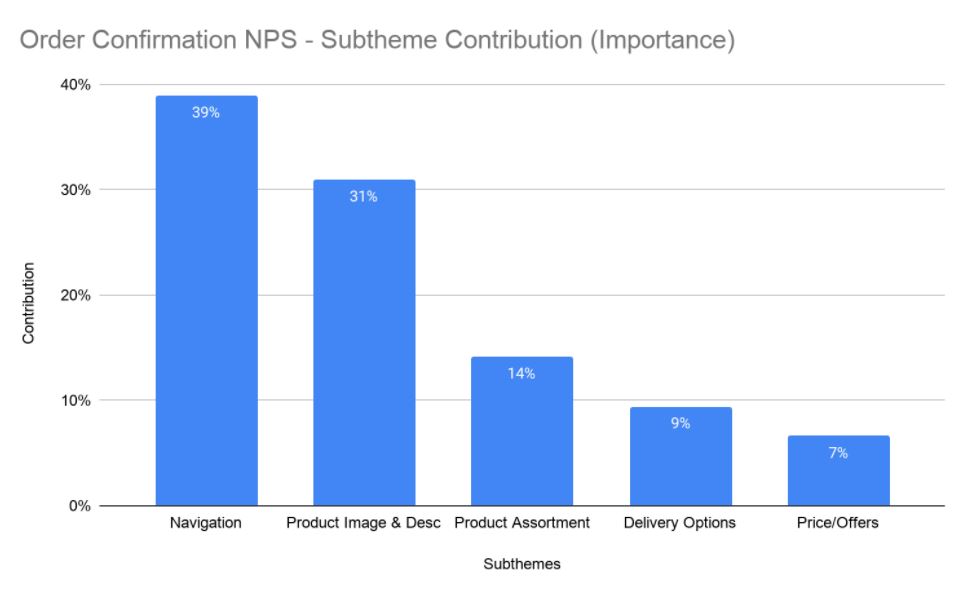 Order Confirmation NPS - Subtheme Contribution (Importance)
40%
30%
20%
10%
0%
Contribution
39%
31%
14%
9%
7%
Navigation
Product Image & Desc
Product Assortment
Delivery Options
Price/Offers
Subthemes